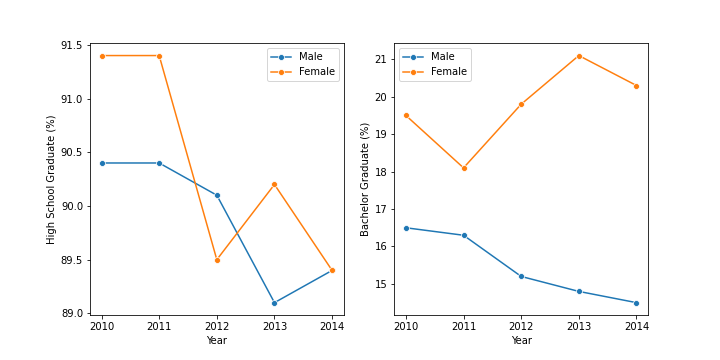 High School Graduate (%)
91.5
91.0
90.5
90.0
89.5
89.0
Male
Female
2010 2011 2012 2013 2014
Year
Bachelor Graduate (%)
21
20
19
18
17
16
15
Male
Female
2010 2011 2012 2013 2014
Year